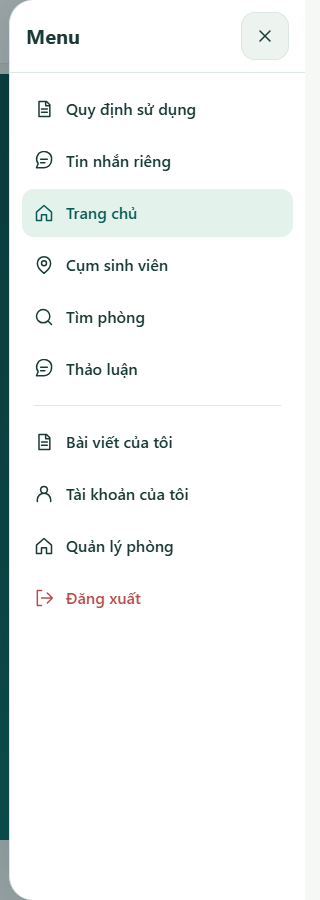 Menu
Quy định sử dụng
Tin nhắn riêng
Trang chủ
Cụm sinh viên
Tìm phòng
Thảo luận
Bài viết của tôi
Tài khoản của tôi
Quản lý phòng
Đăng xuất